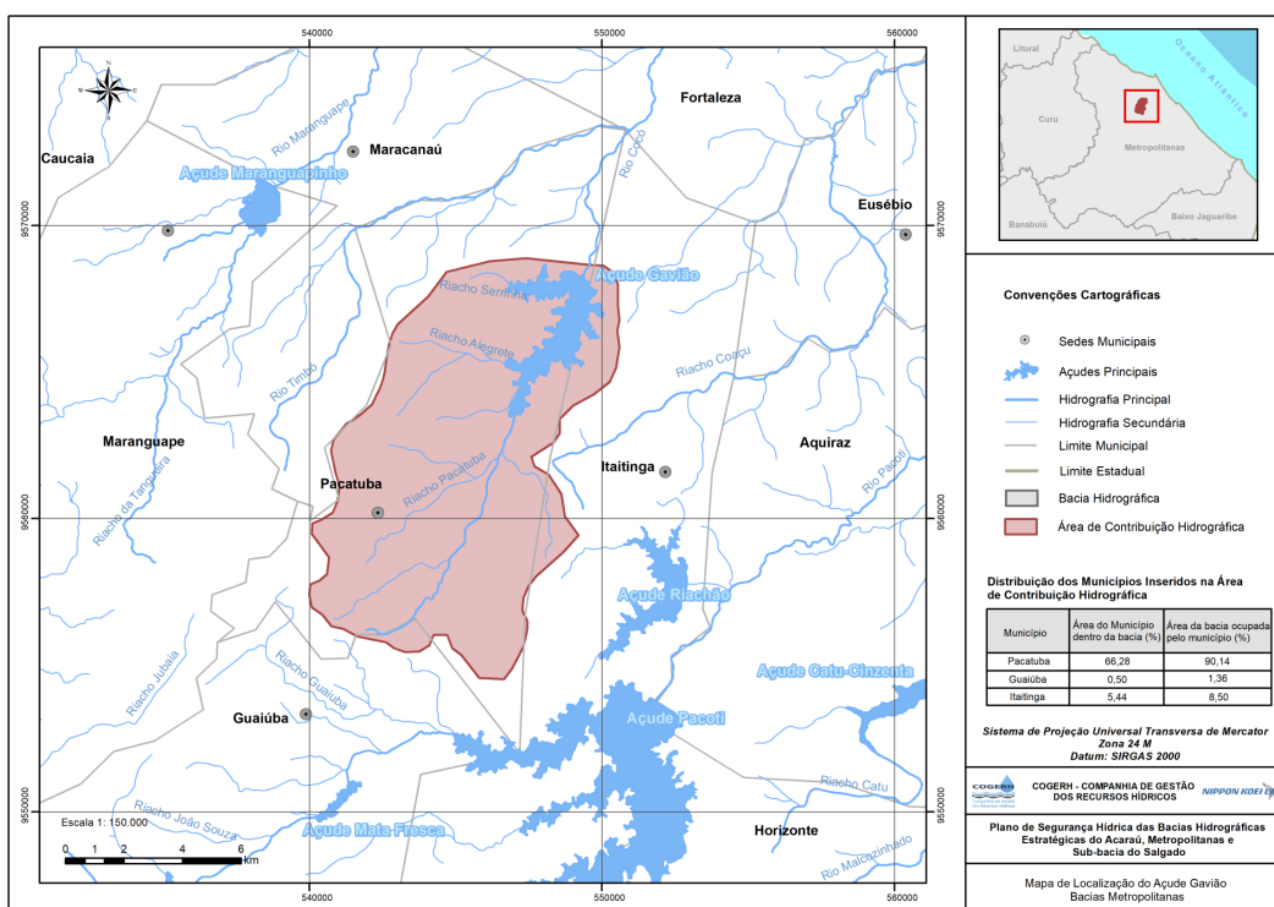 540000
550000
560000
N
W
E
S
Fortaleza
Rio Cocó
Rio Maranguape
Maracanaú
Caucaia
Açude Maranguapinho
Eusébio
9570000
9570000
Açude Gavião
Riacho Serrinha
Riacho Alegrete
Riacho Coaçu
Rio Timbó
Maranguape
Aquiraz
Itaitinga
Rio Pacoti
Riacho Pacatuba
Pacatuba
Riacho da Tangueira
9560000
9560000
Açude Riachão
Riacho Jubaia
Riacho Guaiuba
Açude Catu-Cinzenta
Guaiúba
Açude Pacoti
Riacho Catu
9550000
9550000
Riacho João Souza
Escala 1: 150.000
Açude Mata Fresca
Horizonte
0 1 2 4 6
km
Rio Malcozinhado
540000
550000
560000
Litoral
Oceano Atlântico
Curu
Metropolitanas
Baixo Jaguaribe
Banabuiú
Convenções Cartográficas
Sedes Municipais
Açudes Principais
Hidrografia Principal
Hidrografia Secundária
Limite Municipal
Limite Estadual
Bacia Hidrográfica
Área de Contribuição Hidrográfica
Distribuição dos Municípios Inseridos na Área
de Contribuição Hidrográfica
Município Área do Município dentro da bacia (%) Área da bacia ocupada pelo município (%)
Pacatuba 66,28 90,14
Guaiúba 0,50 1,36
Itaitinga 5,44 8,50
Sistema de Projeção Universal Transversa de Mercator
Zona 24 M
Datum: SIRGAS 2000
COGERH
COGERH - COMPANHIA DE GESTÃO
DOS RECURSOS HÍDRICOS
NIPPON KOEI
Plano de Segurança Hídrica das Bacias Hidrográficas
Estratégicas do Acaraú, Metropolitanas e
Sub-bacia do Salgado
Mapa de Localização do Açude Gavião
Bacias Metropolitanas